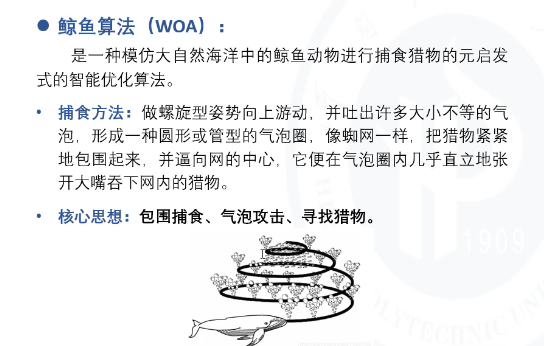 鲸鱼算法（WOA）：
是一种模仿大自然海洋中的鲸鱼动物进行捕食猎物的元启发
式的智能优化算法。
• 捕食方法：做螺旋型姿势向上游动，并吐出许多大小不等的气
泡，形成一种圆形或管型的气泡圈，像蜘网一样，把猎物紧紧
地包围起来，并逼向网的中心，它便在气泡圈内几乎直立地张
开大嘴吞下网内的猎物。
• 核心思想：包围捕食、气泡攻击、寻找猎物。
1909